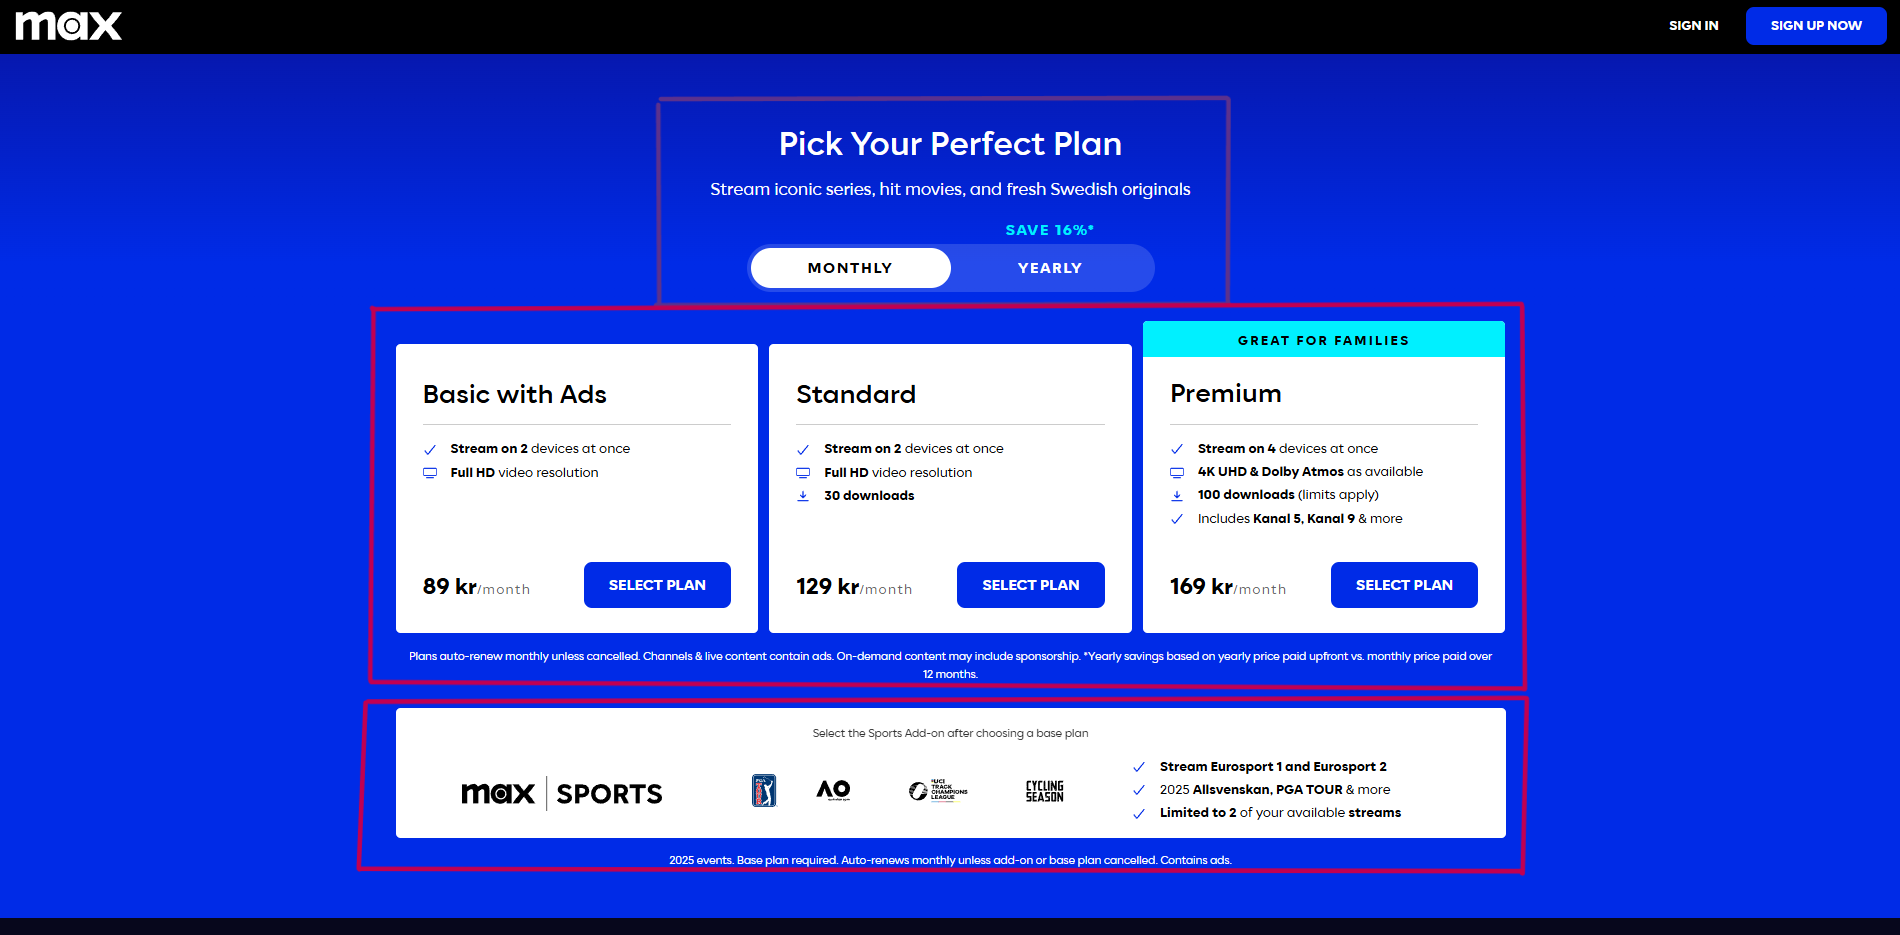 max
SIGN IN
SIGN UP NOW
Pick Your Perfect Plan
Stream iconic series, hit movies, and fresh Swedish originals
SAVE 16%*
MONTHLY
YEARLY
Basic with Ads
Stream on 2 devices at once
Full HD video resolution
89 kr/month
SELECT PLAN
Standard
Stream on 2 devices at once
Full HD video resolution
30 downloads
129 kr/month
SELECT PLAN
GREAT FOR FAMILIES
Premium
Stream on 4 devices at once
4K UHD & Dolby Atmos as available
100 downloads (limits apply)
Includes Kanal 5, Kanal 9 & more
169 kr/month
SELECT PLAN
Plans auto-renew monthly unless cancelled. Channels & live content contain ads. On-demand content may include sponsorship. *Yearly savings based on yearly price paid upfront vs. monthly price paid over
12 months.
Select the Sports Add-on after choosing a base plan
max SPORTS
PGA
AO
UCI
TRACK
CHAMPIONS
LEAGUE
CYCLING
SEASON
Stream Eurosport 1 and Eurosport 2
2025 Allsvenskan, PGA TOUR & more
Limited to 2 of your available streams
2025 events. Base plan required. Auto-renews monthly unless add-on or base plan cancelled. Contains ads.